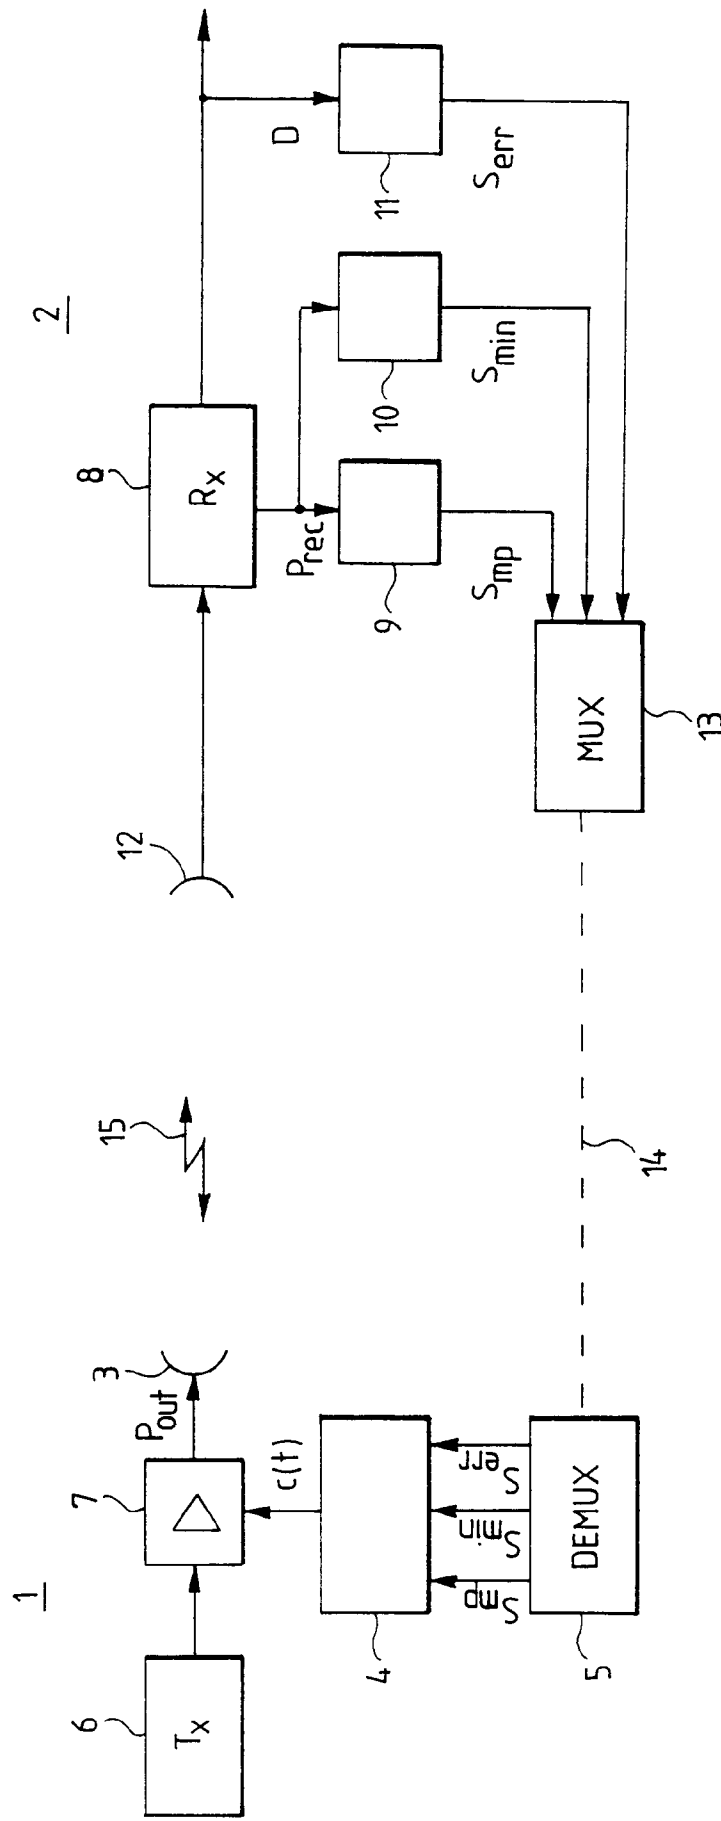 1
2
6
Tx
7
Pout
3
15
12
8
Rx
Prec
D
c(t)
4
9
10
11
Smp
Smin
Serr
Smp
Smin
Serr
5
DEMUX
14
MUX
13